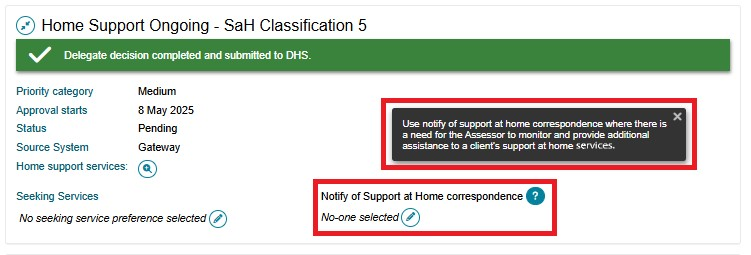 Home Support Ongoing - SaH Classification 5
Delegate decision completed and submitted to DHS.
Priority category Medium
Approval starts 8 May 2025
Status Pending
Source System Gateway
Home support services:
Use notify of support at home correspondence where there is
a need for the Assessor to monitor and provide additional
assistance to a client's support at home services.
Seeking Services
No seeking service preference selected
Notify of Support at Home correspondence ?
No-one selected